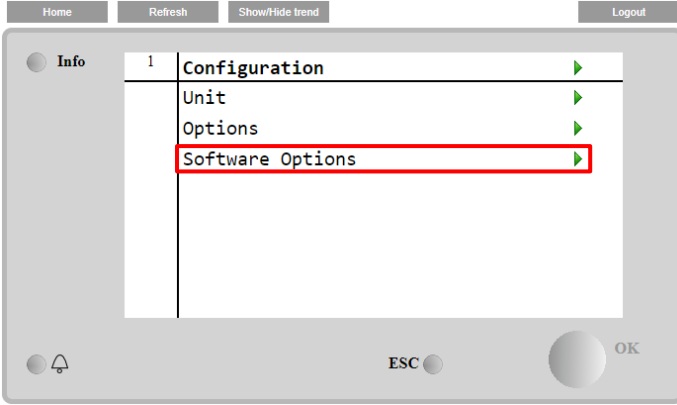 Home Refresh Show/Hide trend Logout
Info
1 Configuration
Unit
Options
Software Options
ESC
OK